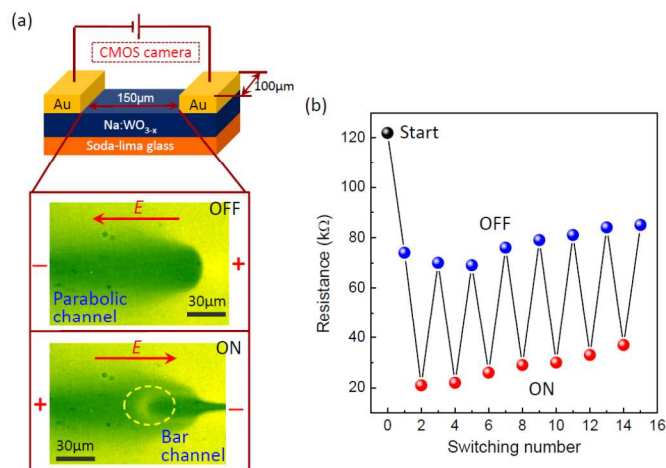 (a)
CMOS camera
100μm
150μm
Au
Au
Na:WO3-x
Soda-lima glass
E
OFF
–
+
Parabolic
channel
30μm
E
ON
+
–
30μm
Bar
channel
(b)
Resistance (kΩ)
120
100
80
60
40
20
Start
OFF
ON
0 2 4 6 8 10 12 14 16
Switching number